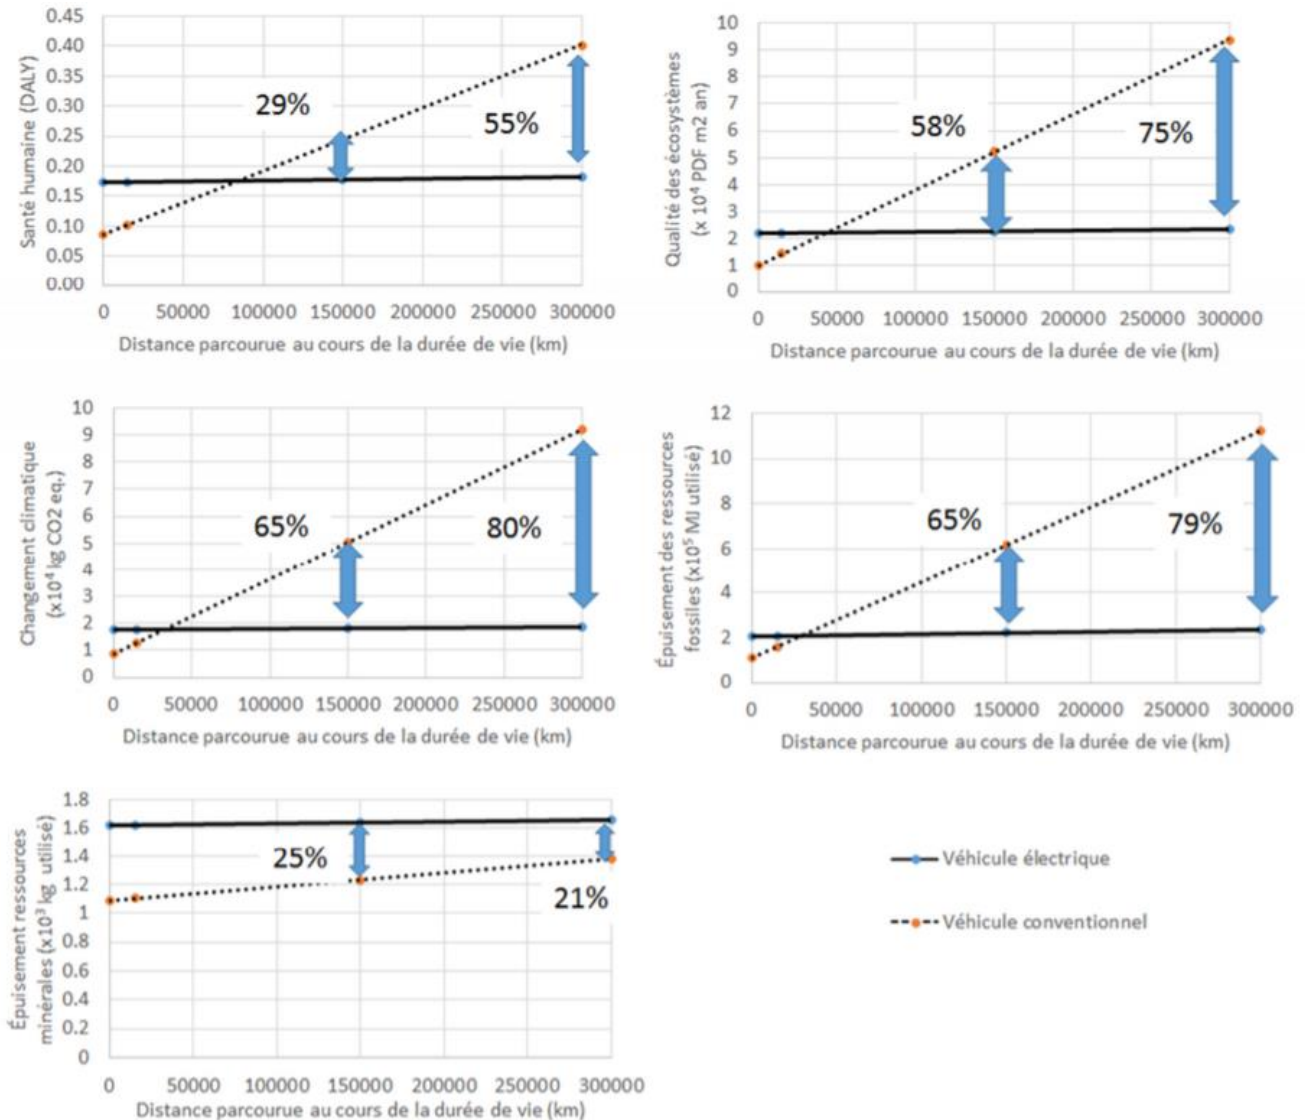 Santé humaine (DALY)
0.45
0.40
0.35
0.30
0.25
0.20
0.15
0.10
0.05
0.00
29%
55%
0 50000 100000 150000 200000 250000 300000
Distance parcourue au cours de la durée de vie (km)
Qualité des écosystèmes
(x 10⁴ PDF m2 an)
10
9
8
7
6
5
4
3
2
1
0
58%
75%
0 50000 100000 150000 200000 250000 300000
Distance parcourue au cours de la durée de vie (km)
Changement climatique
(x10⁴ kg CO2 eq.)
10
9
8
7
6
5
4
3
2
1
0
65%
80%
0 50000 100000 150000 200000 250000 300000
Distance parcourue au cours de la durée de vie (km)
Épuisement des ressources
fossiles (x10⁵ MJ utilisé)
12
10
8
6
4
2
0
65%
79%
0 50000 100000 150000 200000 250000 300000
Distance parcourue au cours de la durée de vie (km)
Épuisement ressources
minérales (x10³ kg utilisé)
1.8
1.6
1.4
1.2
1
0.8
0.6
0.4
0.2
0
25%
21%
0 50000 100000 150000 200000 250000 300000
Distance parcourue au cours de la durée de vie (km)
Véhicule électrique
Véhicule conventionnel